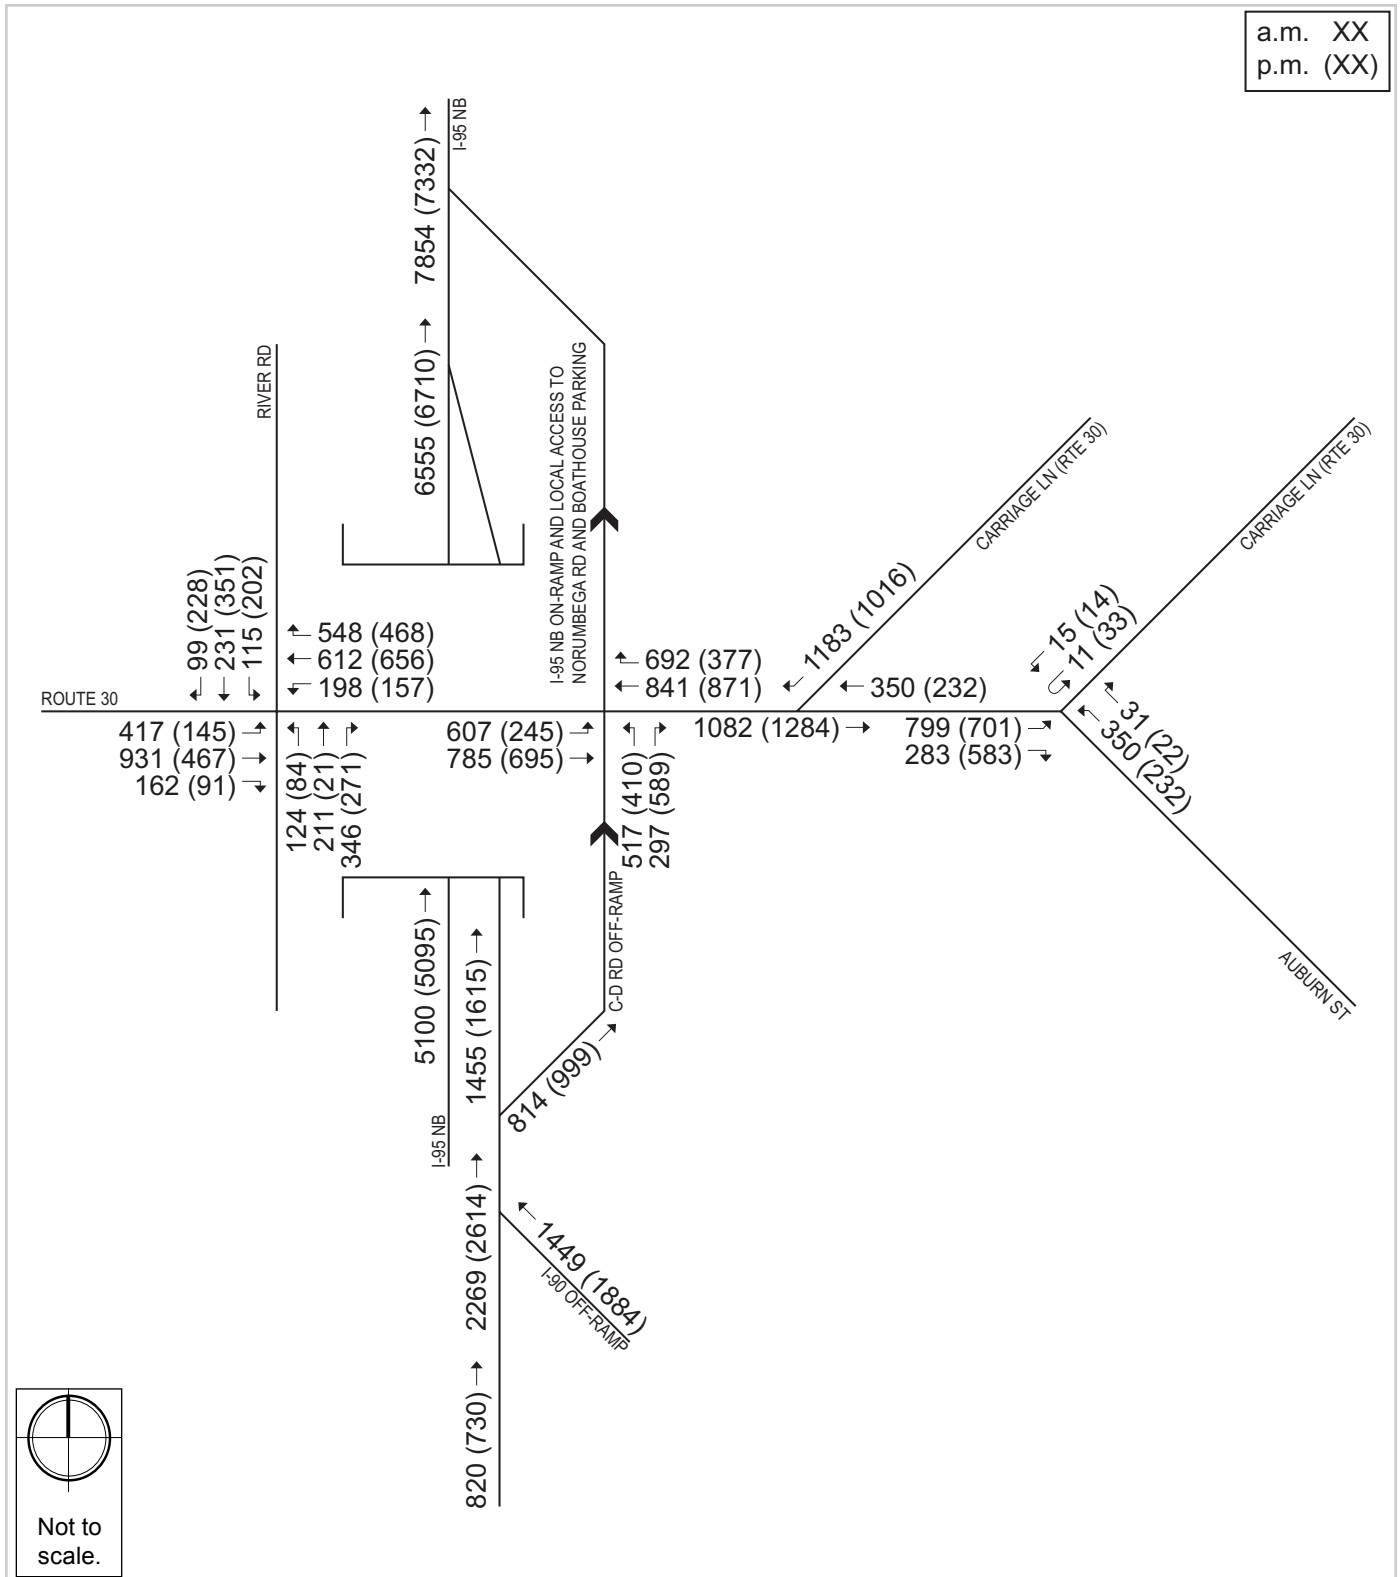 a.m. XX
p.m. (XX)
I-95 NB
7854 (7332)
6555 (6710)
RIVER RD
I-95 NB ON-RAMP AND LOCAL ACCESS TO
NORUMBEGA RD AND BOATHOUSE PARKING
CARRIAGE LN (RTE 30)
CARRIAGE LN (RTE 30)
99 (228)
231 (351)
115 (202)
548 (468)
612 (656)
198 (157)
692 (377)
841 (871)
1183 (1016)
350 (232)
15 (14)
11 (33)
ROUTE 30
417 (145)
931 (467)
162 (91)
124 (84)
211 (21)
346 (271)
607 (245)
785 (695)
517 (410)
297 (589)
1082 (1284)
799 (701)
283 (583)
31 (22)
350 (232)
AUBURN ST
5100 (5095)
1455 (1615)
C-D RD OFF-RAMP
814 (999)
I-95 NB
2269 (2614)
1449 (1884)
I-90 OFF-RAMP
820 (730)
Not to
scale.